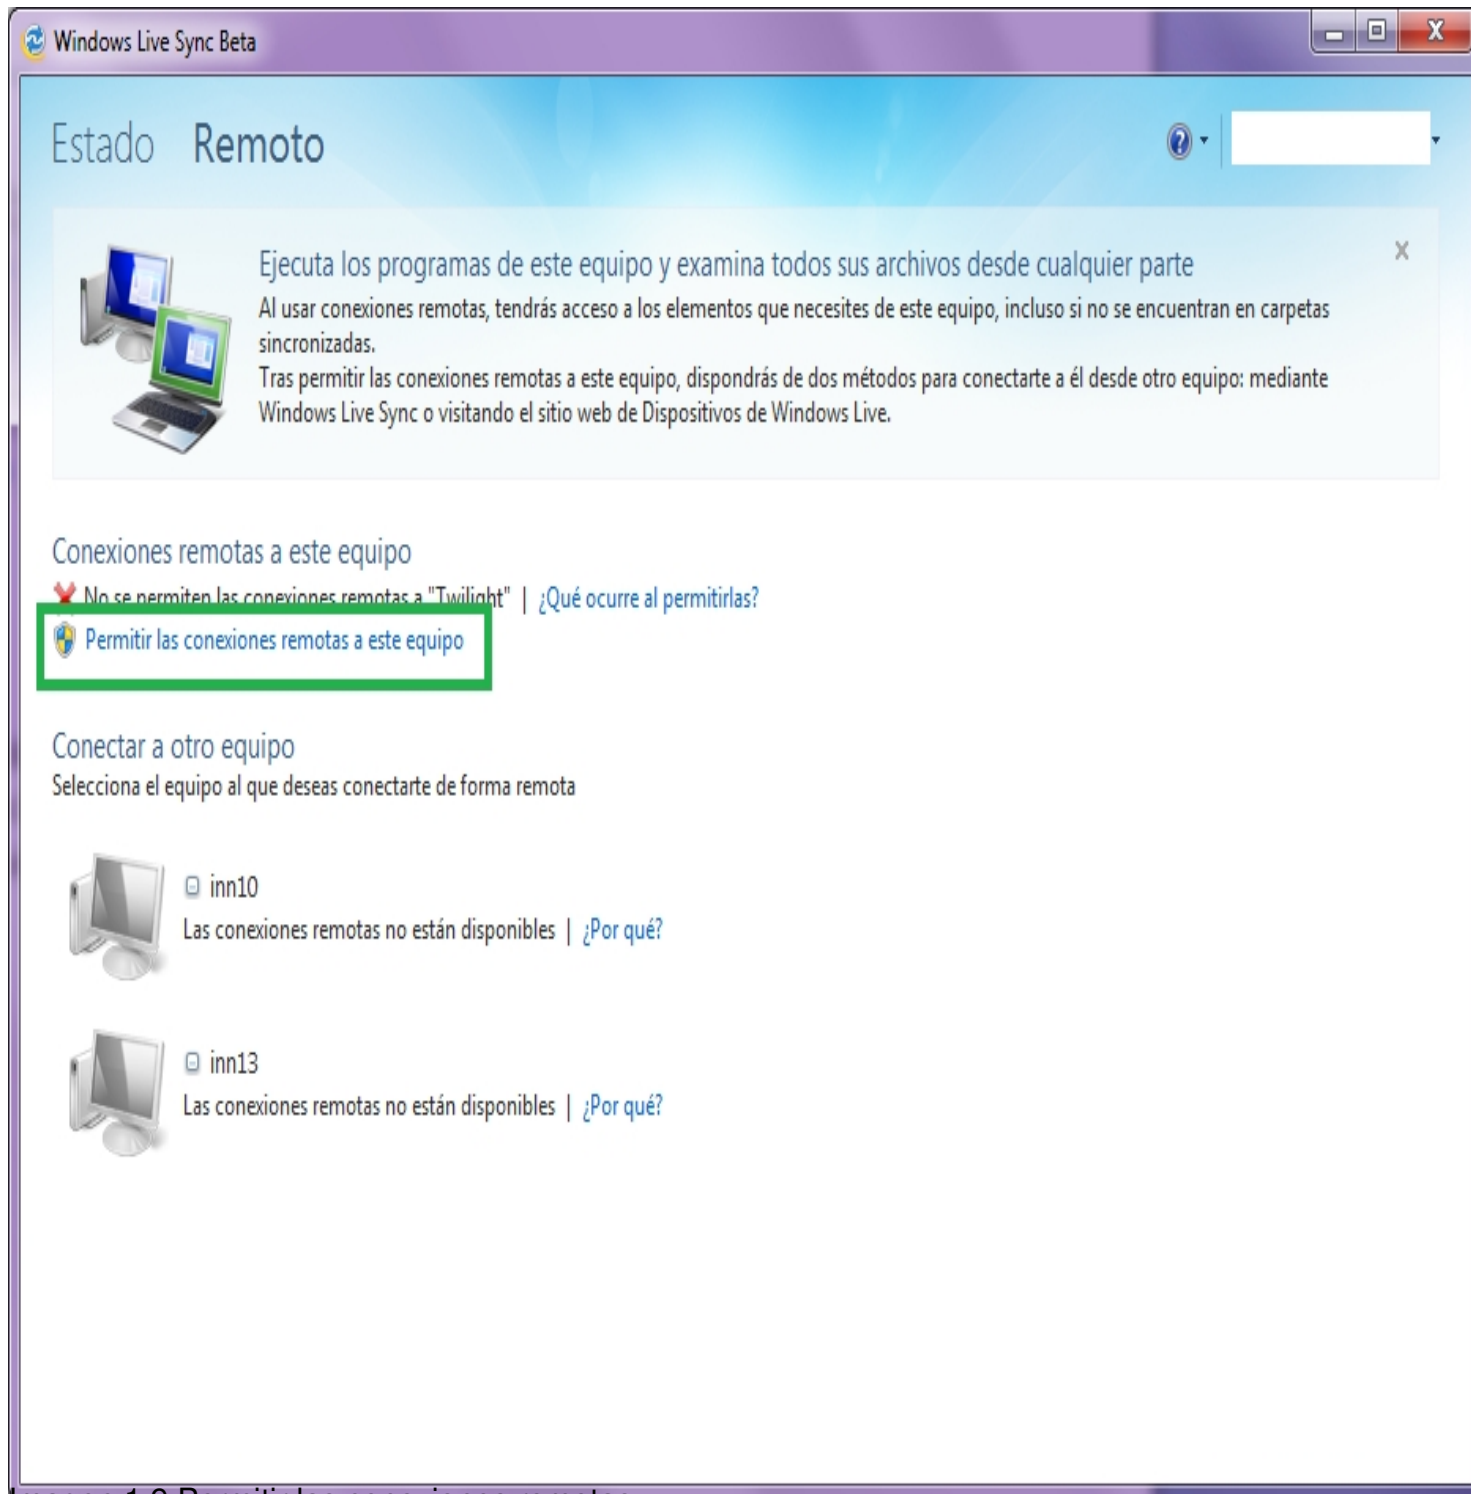 Windows Live Sync Beta
Estado Remoto
Ejecuta los programas de este equipo y examina todos sus archivos desde cualquier parte
Al usar conexiones remotas, tendrás acceso a los elementos que necesites de este equipo, incluso si no se encuentran en carpetas
sincronizadas.
Tras permitir las conexiones remotas a este equipo, dispondrás de dos métodos para conectarte a él desde otro equipo: mediante
Windows Live Sync o visitando el sitio web de Dispositivos de Windows Live.
Conexiones remotas a este equipo
No se permiten las conexiones remotas a "Twilight" | ¿Qué ocurre al permitirlas?
Permitir las conexiones remotas a este equipo
Conectar a otro equipo
Selecciona el equipo al que deseas conectarte de forma remota
inn10
Las conexiones remotas no están disponibles | ¿Por qué?
inn13
Las conexiones remotas no están disponibles | ¿Por qué?